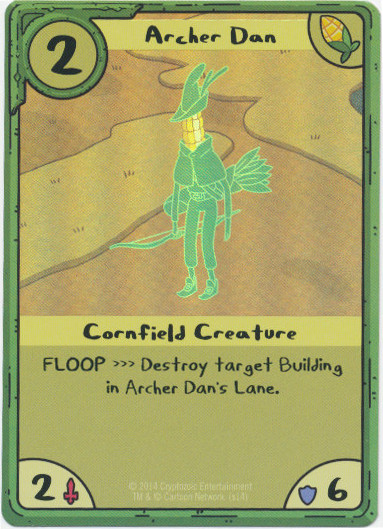 2
Archer Dan
Cornfield Creature
FLOOP >>> Destroy target Building
in Archer Dan's Lane.
© 2014 Cryptozoic Entertainment
TM & © Cartoon Network. (s14)
2
6